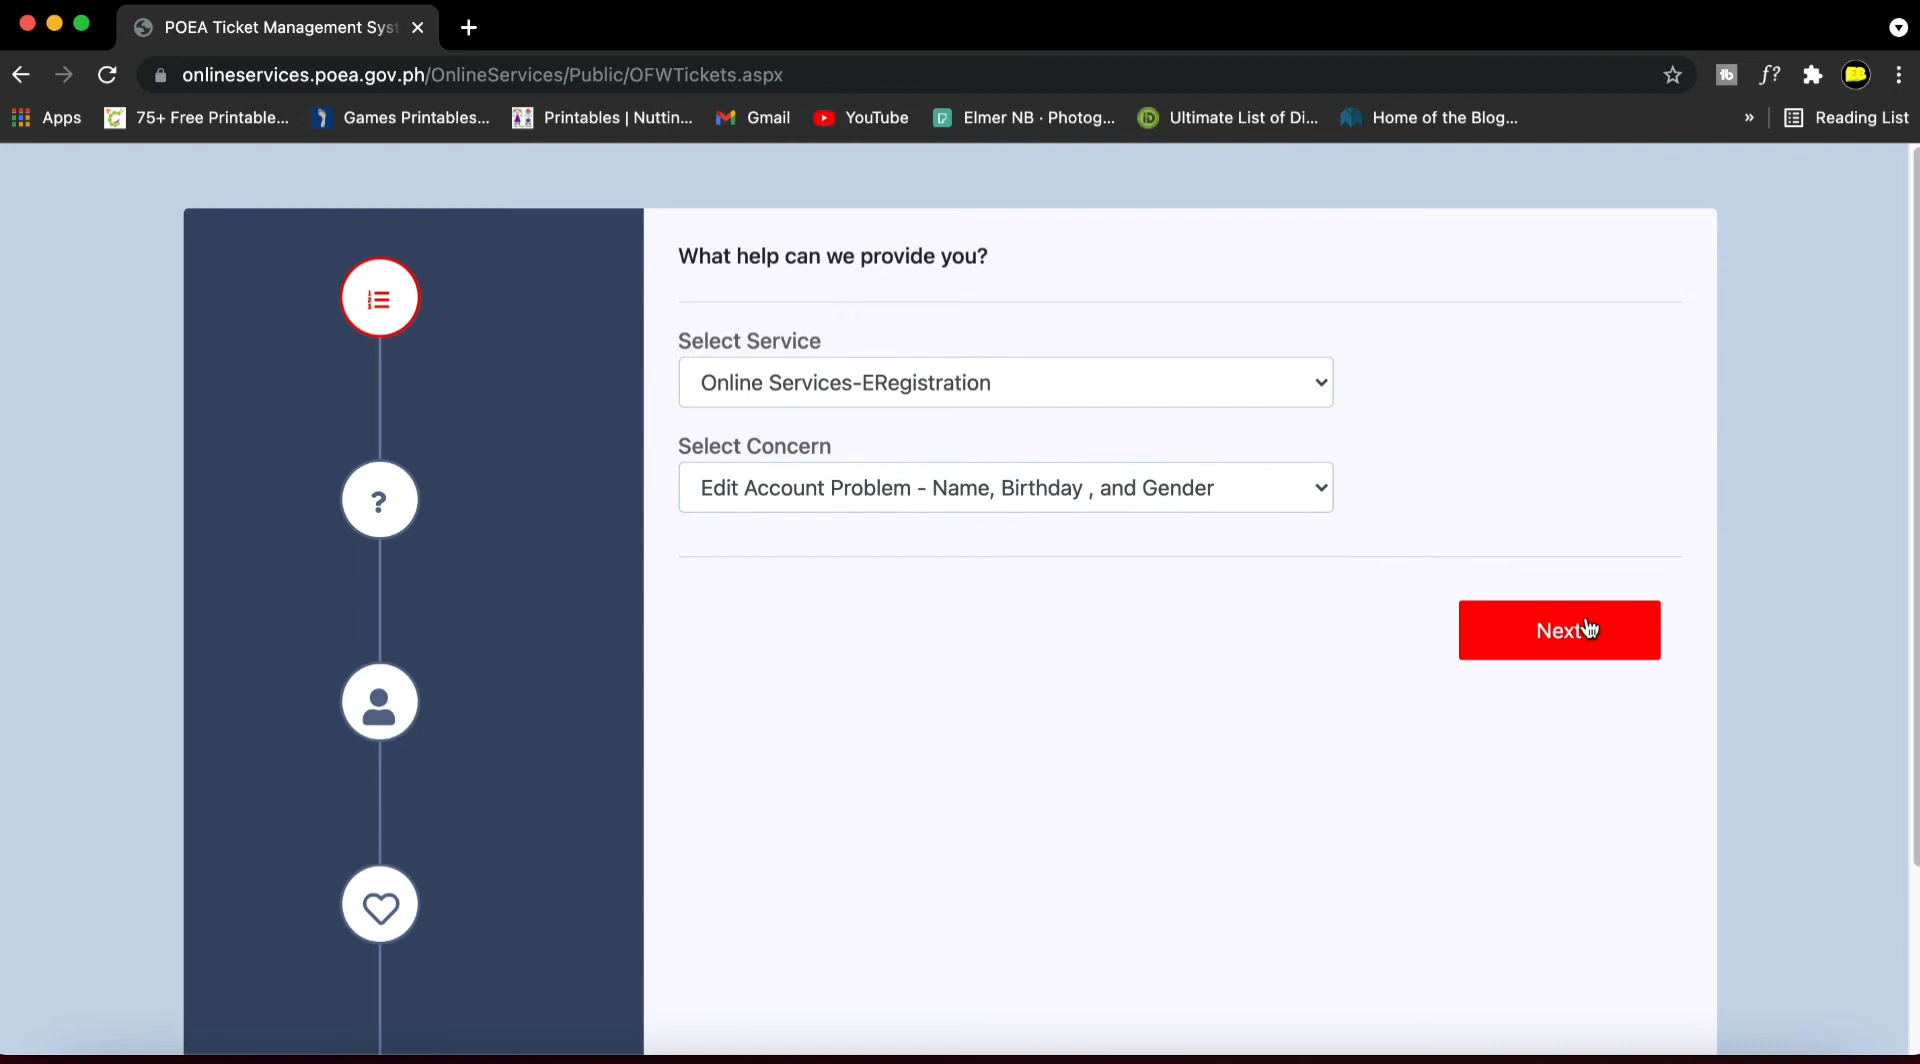 POEA Ticket Management Syst
onlineservices.poea.gov.ph/OnlineServices/Public/OFWTickets.aspx
Apps 75+ Free Printable... Games Printables... Printables | Nuttin... Gmail YouTube Elmer NB · Photog... Ultimate List of Di... Home of the Blog... » Reading List
What help can we provide you?
Select Service
Online Services-ERegistration
Select Concern
Edit Account Problem - Name, Birthday , and Gender
?
Next